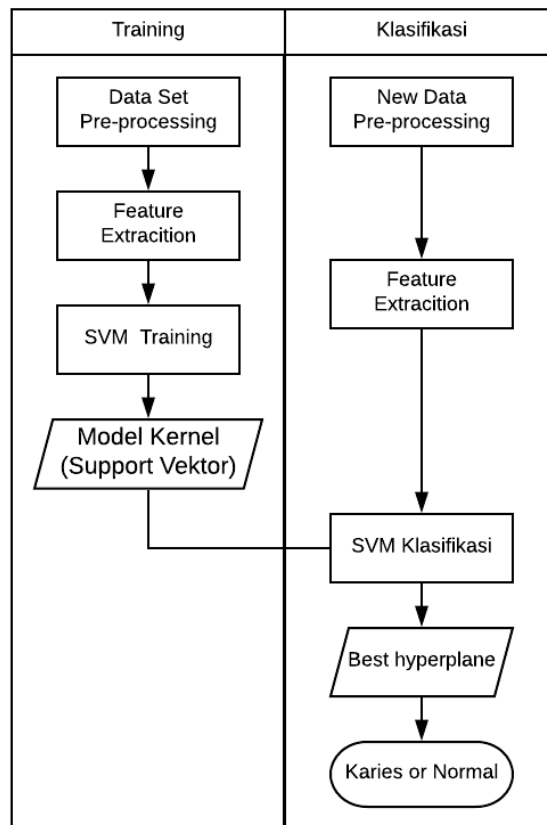 Training
Data Set
Pre-processing
Feature
Extracition
SVM Training
Model Kernel
(Support Vektor)
Klasifikasi
New Data
Pre-processing
Feature
Extraction
SVM Klasifikasi
Best hyperplane
Karies or Normal